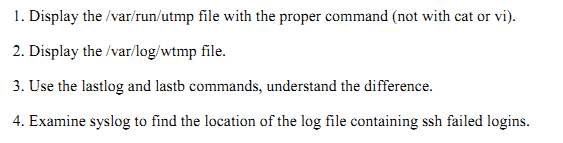 1. Display the /var/run/utmp file with the proper command (not with cat or vi).
2. Display the /var/log/wtmp file.
3. Use the lastlog and lastb commands, understand the difference.
4. Examine syslog to find the location of the log file containing ssh failed logins.